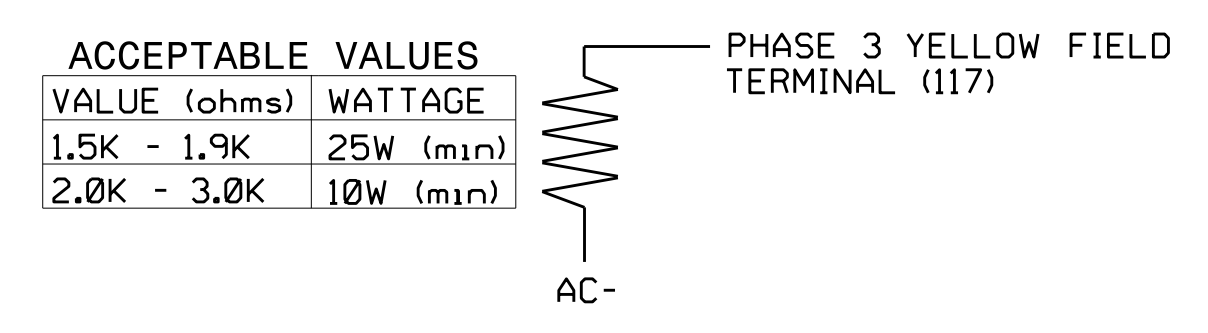 ACCEPTABLE VALUES
VALUE (ohms) WATTAGE
1.5K - 1.9K 25W (min)
2.0K - 3.0K 10W (min)
PHASE 3 YELLOW FIELD
TERMINAL (117)
AC-